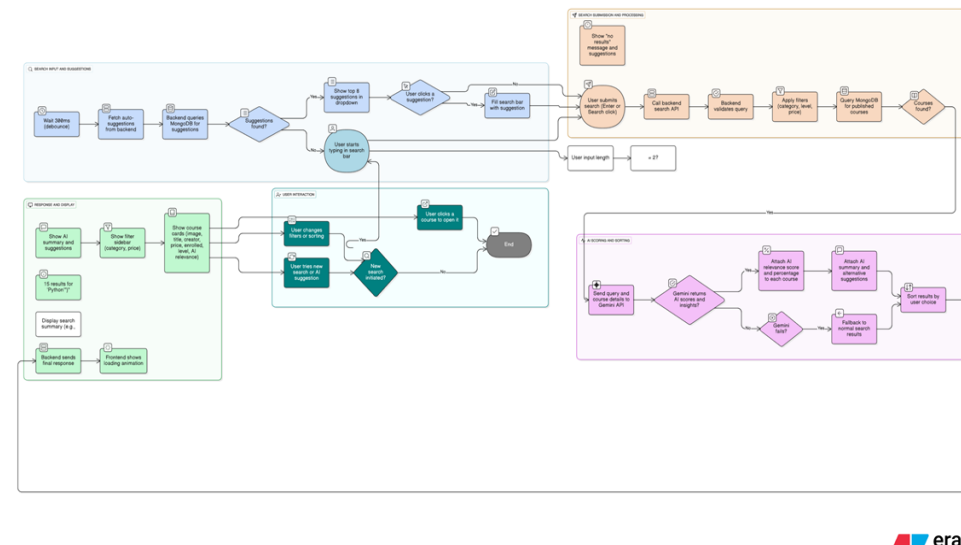 SEARCH SUBMISSION AND PROCESSING
Show "no
results"
message and
suggestions
SEARCH INPUT AND SUGGESTIONS
Wait 300ms
(debounce)
Fetch auto-
suggestions
from backend
Backend queries
MongoDB for
suggestions
Suggestions
found?
Yes
No
Show top 8
suggestions in
dropdown
User clicks a
suggestion?
No
Yes
Fill search bar
with suggestion
User starts
typing in search
bar
User submits
search (Enter or
Search click)
Call backend
search API
Backend
validates query
Apply filters
(category, level,
price)
Query MongoDB
for published
courses
Courses
found?
User input length
Yes
RESPONSE AND DISPLAY
Show AI
summary and
suggestions
Show filter
sidebar
(category, price)
Show course
cards (image,
title, creator,
price, enrolled,
level, AI
relevance)
15 results for
Display search
summary (e.g.,
Backend sends
final response
Frontend shows
loading animation
USER INTERACTION
User changes
filters or sorting
User tries new
search or AI
suggestion
Yes
New
search
initiated?
No
User clicks a
course to open it
End
AI SCORING AND SORTING
Send query and
course details to
Gemini API
Gemini returns
AI scores and
insights?
Yes
No
Attach AI
relevance score
and percentage to
each course
Attach AI
summary and
alternative
suggestions
Gemini
fails?
Yes
Fallback to
normal search
results
Sort results by
user choice
era